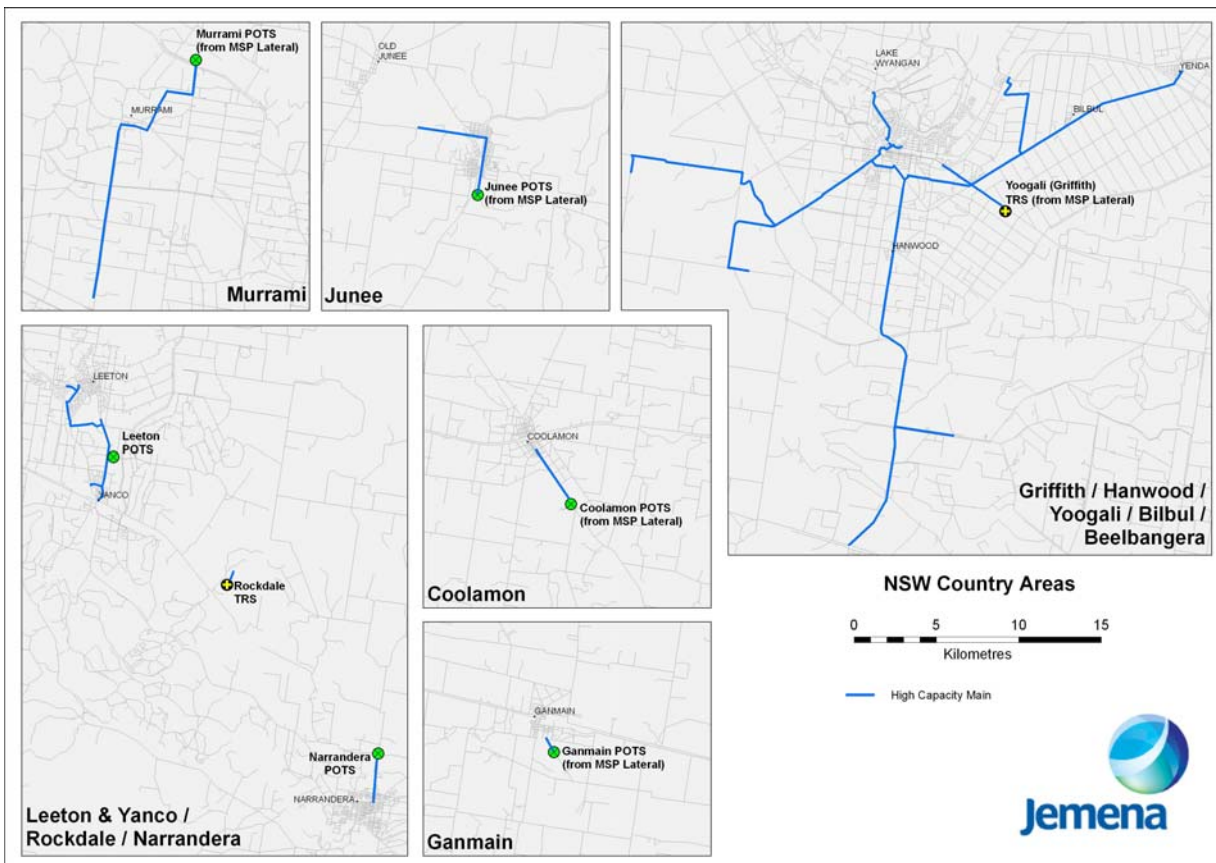 Murrami POTS
(from MSP Lateral)
MURRAMI
Murrami
OLD
JUNEE
Junee POTS
(from MSP Lateral)
Junee
LAKE
WYANGAN
YENDA
BILBUL
Yoogali (Griffith)
TRS (from MSP Lateral)
HANWOOD
Griffith / Hanwood /
Yoogali / Bilbul /
Beelbangera
LEETON
Leeton
POTS
YANCO
Rockdale
TRS
Narrandera
POTS
NARRANDERA
Leeton & Yanco /
Rockdale / Narrandera
COOLAMON
Coolamon POTS
(from MSP Lateral)
Coolamon
GANMAIN
Ganmain POTS
(from MSP Lateral)
Ganmain
NSW Country Areas
0 5 10 15
Kilometres
High Capacity Main
Jemena